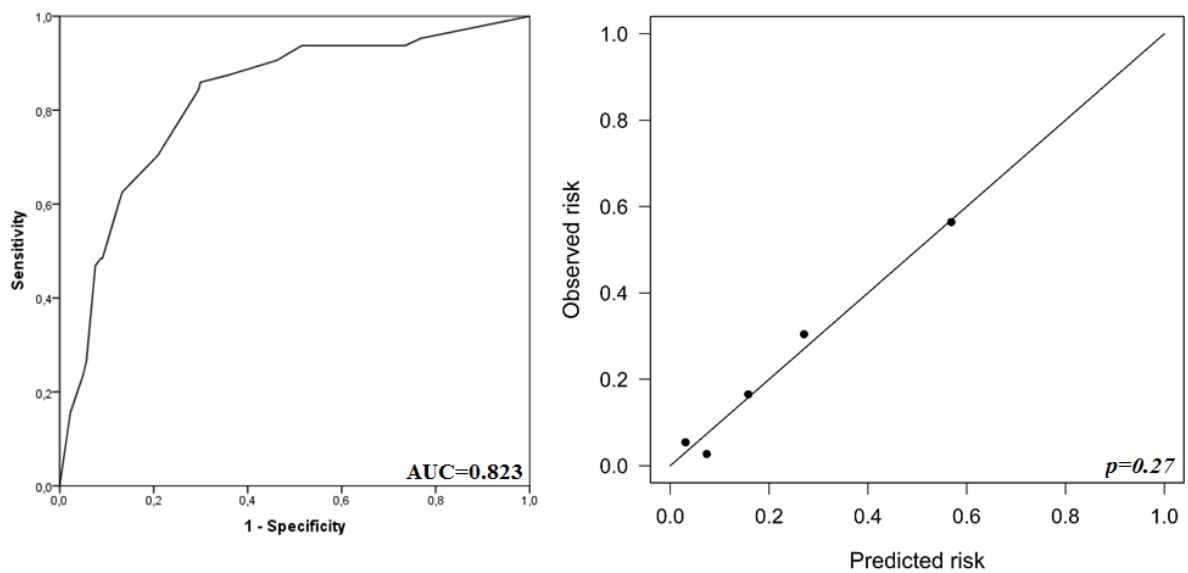 1,0
0,8
0,6
0,4
0,2
0,0
Sensitivity
0,0 0,2 0,4 0,6 0,8 1,0
1 - Specificity
AUC=0.823
1.0
0.8
0.6
0.4
0.2
0.0
Observed risk
0.0 0.2 0.4 0.6 0.8 1.0
Predicted risk
p=0.27